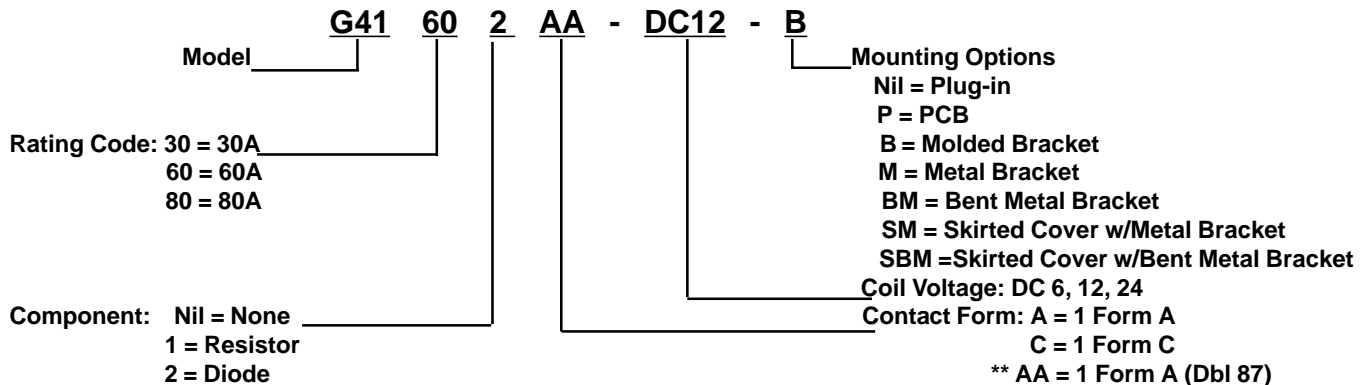 G41 60 2 AA - DC12 - B
Model
Mounting Options
Nil = Plug-in
P = PCB
B = Molded Bracket
M = Metal Bracket
BM = Bent Metal Bracket
SM = Skirted Cover w/Metal Bracket
SBM =Skirted Cover w/Bent Metal Bracket
Rating Code: 30 = 30A
60 = 60A
80 = 80A
Coil Voltage: DC 6, 12, 24
Component: Nil = None
1 = Resistor
2 = Diode
Contact Form: A = 1 Form A
C = 1 Form C
** AA = 1 Form A (Dbl 87)